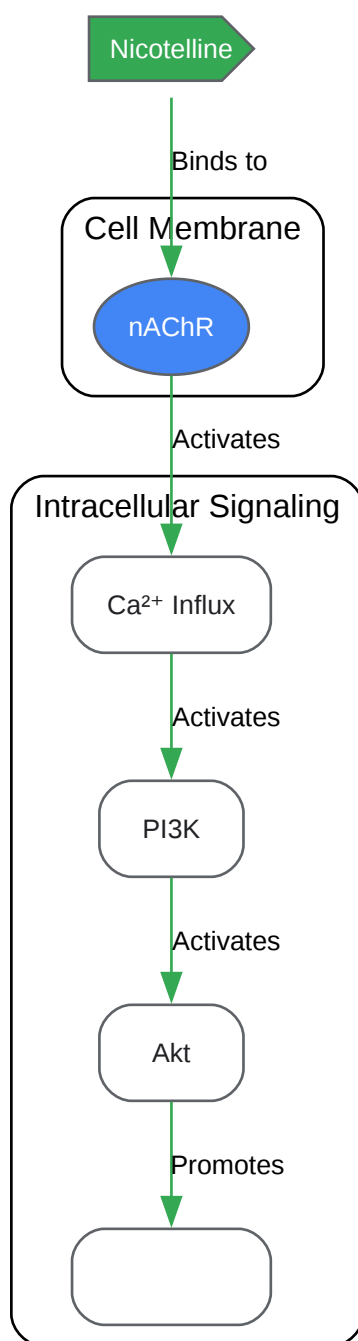 Nicotelline
Binds to
Cell Membrane
nAChR
Activates
Intracellular Signaling
Ca²⁺ Influx
Activates
PI3K
Activates
Akt
Promotes